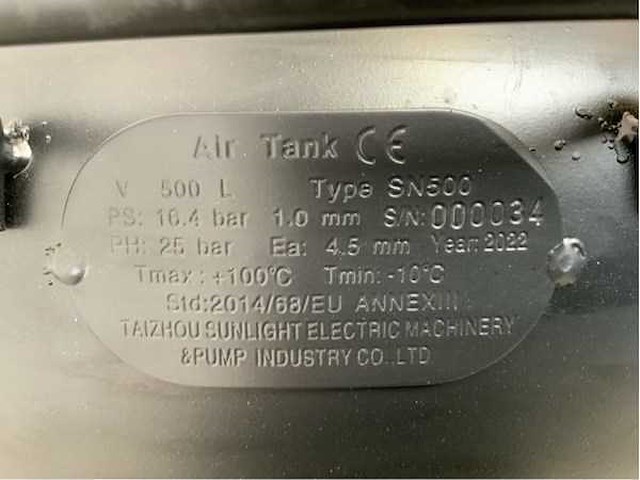 Air Tank CE
V 500 L Type SN500
PS: 16.4 bar 1.0 mm S/N: 000034
PH: 25 bar Ea: 4.5 mm Year: 2022
Tmax: +100°C Tmin: -10°C
Std:2014/68/EU ANNEXIII
TAIZHOU SUNLIGHT ELECTRIC MACHINERY
&PUMP INDUSTRY CO., LTD